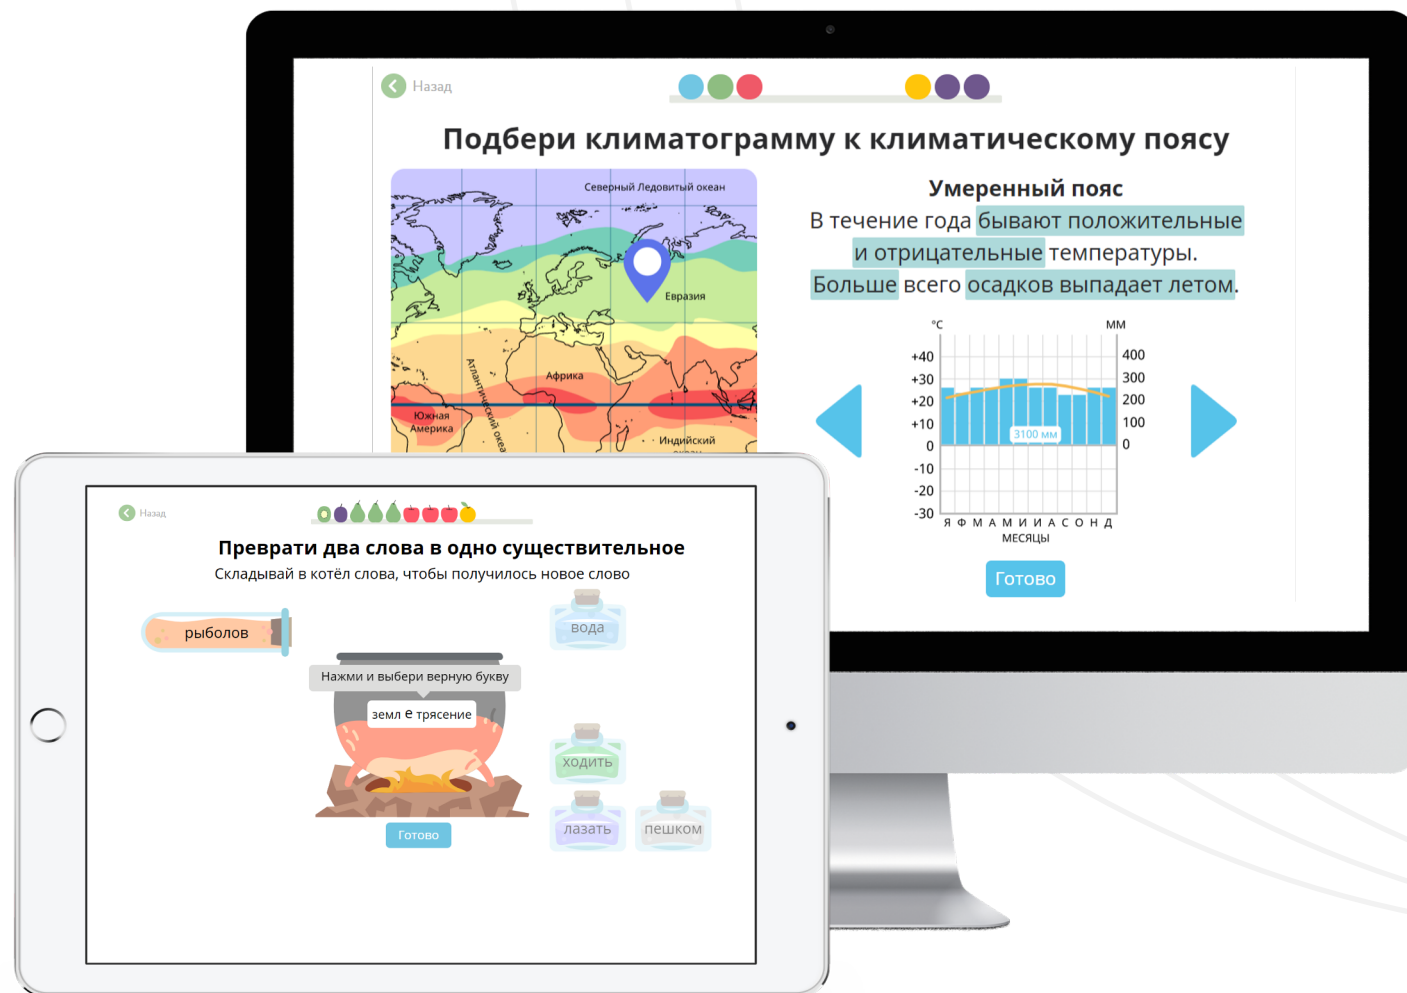 Назад
Подбери климатограмму к климатическому поясу
Северный Ледовитый океан
Евразия
Африка
Атлантический океа
Южная
Америка
Индийский
Умеренный пояс
В течение года бывают положительные
и отрицательные температуры.
Больше всего осадков выпадает летом.
°C
ММ
+40
+30
+20
+10
0
-10
-20
-30
400
300
200
100
0
3100 мм
Я Ф М А М И И А С О Н Д
МЕСЯЦЫ
Готово
Назад
Преврати два слова в одно существительное
Складывай в котёл слова, чтобы получилось новое слово
рыболов
вода
Нажми и выбери верную букву
земл е трясение
ходить
лазать
пешком
Готово